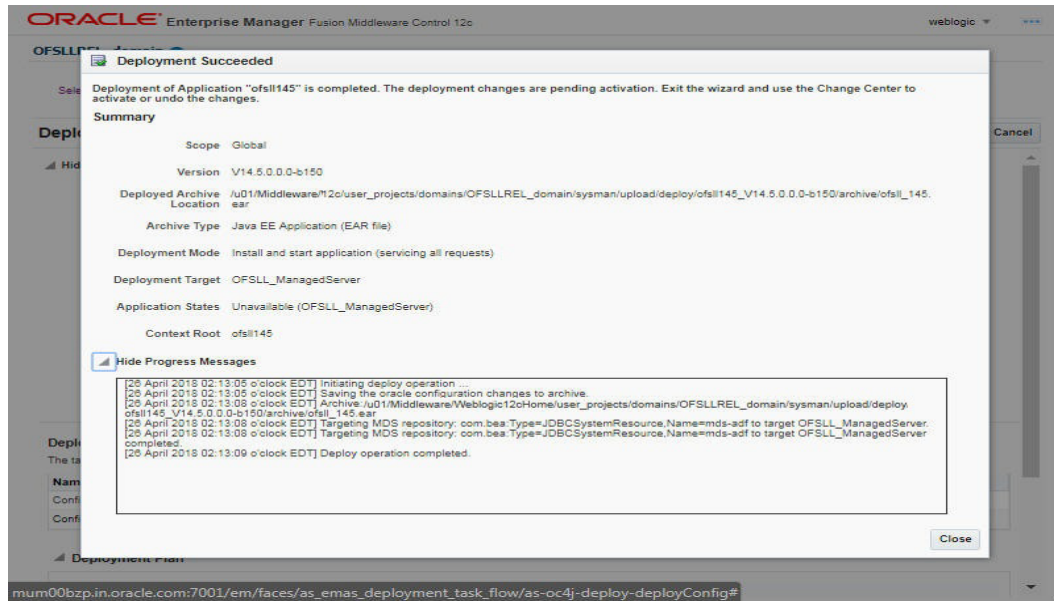 ORACLE Enterprise Manager Fusion Middleware Control 12c
weblogic
OFSLLREL_domain
Deployment Succeeded
Sele
Deployment of Application "ofsll145" is completed. The deployment changes are pending activation. Exit the wizard and use the Change Center to
activate or undo the changes.
Summary
Deplo
Cancel
Scope Global
Hid
Version V14.5.0.0.0-b150
Deployed Archive Location /u01/Middleware/12c/user_projects/domains/OFSLLREL_domain/sysman/upload/deploy/ofsll145_V14.5.0.0.0-b150/archive/ofsll_145.
ear
Archive Type Java EE Application (EAR file)
Deployment Mode Install and start application (servicing all requests)
Deployment Target OFSLL_ManagedServer
Application States Unavailable (OFSLL_ManagedServer)
Context Root ofsll145
Hide Progress Messages
[26 April 2018 02:13:05 o'clock EDT] Initiating deploy operation ...
[26 April 2018 02:13:05 o'clock EDT] Saving the oracle configuration changes to archive.
[26 April 2018 02:13:08 o'clock EDT] Archive:/u01/Middleware/Weblogic12cHome/user_projects/domains/OFSLLREL_domain/sysman/upload/deploy/
ofsll145_V14.5.0.0.0-b150/archive/ofsll_145.ear
[26 April 2018 02:13:08 o'clock EDT] Targeting MDS repository: com.bea:Type=JDBCSystemResource,Name=mds-adf to target OFSLL_ManagedServer.
[26 April 2018 02:13:08 o'clock EDT] Targeting MDS repository: com.bea:Type=JDBCSystemResource,Name=mds-adf to target OFSLL_ManagedServer
completed.
[26 April 2018 02:13:09 o'clock EDT] Deploy operation completed.
Deplo
The ta
Nam
Confi
Confi
Close
Deployment Plan
mum00bzp.in.oracle.com:7001/em/faces/as_emas_deployment_task_flow/as-oc4j-deploy-deployConfig#